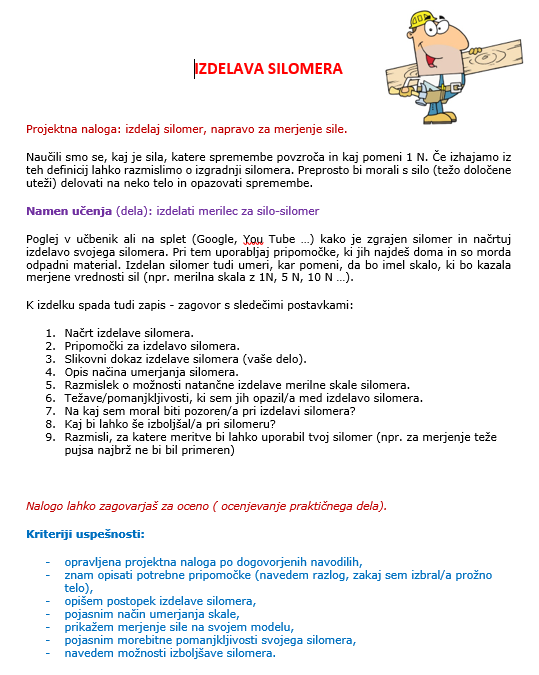 IZDELAVA SILOMERA
Projektna naloga: izdelaj silomer, napravo za merjenje sile.
Naučili smo se, kaj je sila, katere spremembe povzroča in kaj pomeni 1 N. Če izhajamo iz
teh definicij lahko razmislimo o izgradnji silomera. Preprosto bi morali s silo (težo določene
uteži) delovati na neko telo in opazovati spremembe.
Namen učenja (dela): izdelati merilec za silo-silomer
Poglej v učbenik ali na splet (Google, You Tube …) kako je zgrajen silomer in načrtuj
izdelavo svojega silomera. Pri tem uporabljaj pripomočke, ki jih najdeš doma in so morda
odpadni material. Izdelan silomer tudi umeri, kar pomeni, da bo imel skalo, ki bo kazala
merjene vrednosti sil (npr. merilna skala z 1N, 5 N, 10 N …).
K izdelku spada tudi zapis - zagovor s sledečimi postavkami:
1. Načrt izdelave silomera.
2. Pripomočki za izdelavo silomera.
3. Slikovni dokaz izdelave silomera (vaše delo).
4. Opis načina umerjanja silomera.
5. Razmislek o možnosti natančne izdelave merilne skale silomera.
6. Težave/pomanjkljivosti, ki sem jih opazil/a med izdelavo silomera.
7. Na kaj sem moral biti pozoren/a pri izdelavi silomera?
8. Kaj bi lahko še izboljšal/a pri silomeru?
9. Razmisli, za katere meritve bi lahko uporabil tvoj silomer (npr. za merjenje teže
pujsa najbrž ne bi bil primeren)
Nalogo lahko zagovarjaš za oceno ( ocenjevanje praktičnega dela).
Kriteriji uspešnosti:
- opravljena projektna naloga po dogovorjenih navodilih,
- znam opisati potrebne pripomočke (navedem razlog, zakaj sem izbral/a prožno
telo),
- opišem postopek izdelave silomera,
- pojasnim način umerjanja skale,
- prikažem merjenje sile na svojem modelu,
- pojasnim morebitne pomanjkljivosti svojega silomera,
- navedem možnosti izboljšave silomera.